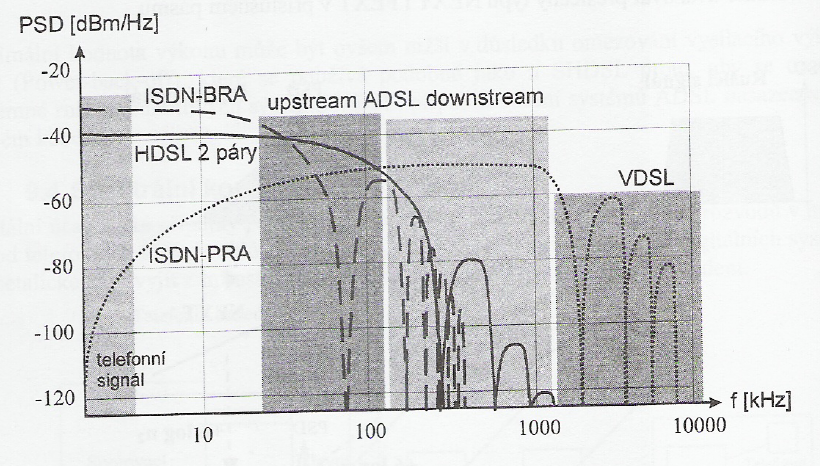 PSD [dBm/Hz]
-20
-40
-60
-80
-100
-120
ISDN-BRA
upstream ADSL downstream
HDSL 2 páry
VDSL
ISDN-PRA
telefonní
signál
10
100
1000
10000
f [kHz]